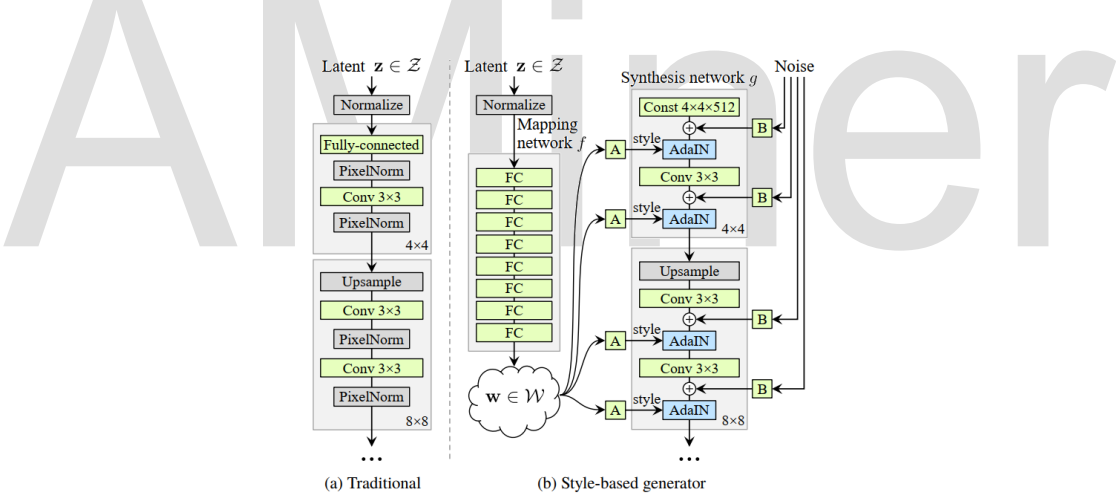 AMiner
Latent z ∈ 𝒵
Normalize
Fully-connected
PixelNorm
Conv 3×3
PixelNorm
4×4
Upsample
Conv 3×3
PixelNorm
Conv 3×3
PixelNorm
8×8
...
(a) Traditional
Latent z ∈ 𝒵
Normalize
Mapping
network f
FC
FC
FC
FC
FC
FC
FC
FC
w ∈ 𝒲
A
style
A
style
A
style
A
style
Synthesis network g
Const 4×4×512
AdaIN
Conv 3×3
AdaIN
4×4
Upsample
Conv 3×3
AdaIN
Conv 3×3
AdaIN
8×8
...
Noise
B
B
B
B
(b) Style-based generator